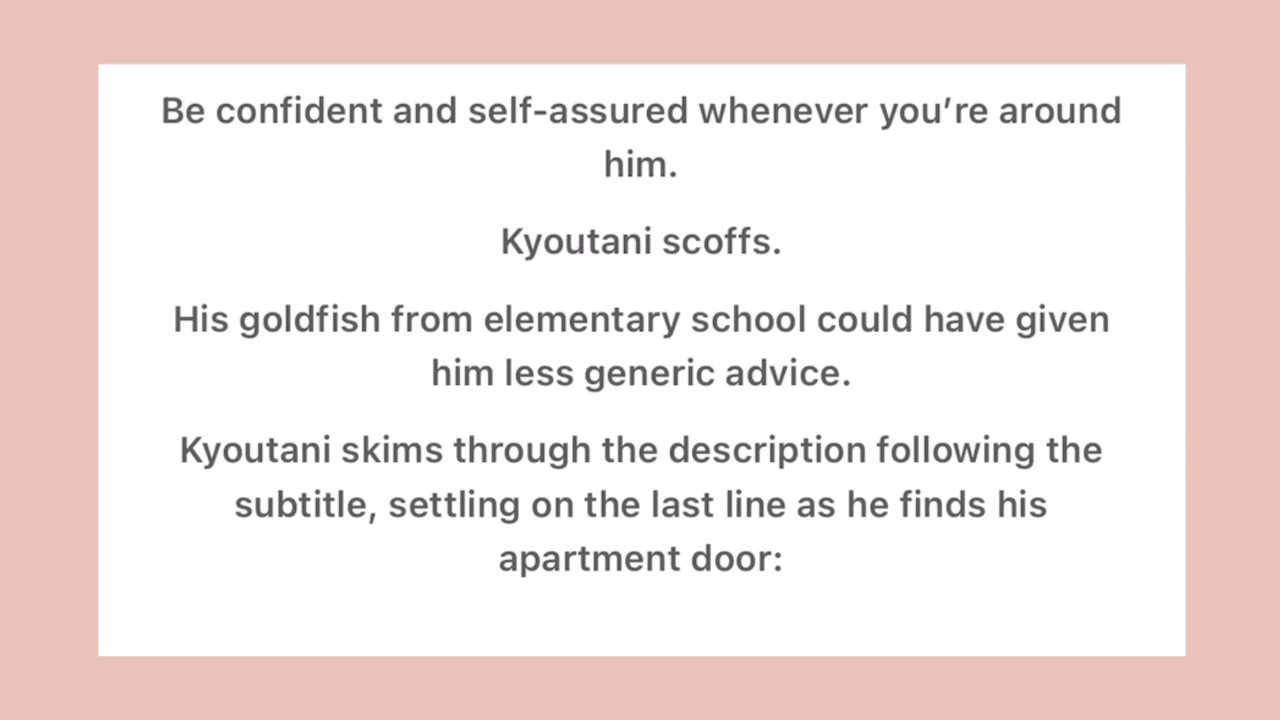 Be confident and self-assured whenever you’re around
him.
Kyoutani scoffs.
His goldfish from elementary school could have given
him less generic advice.
Kyoutani skims through the description following the
subtitle, settling on the last line as he finds his
apartment door: